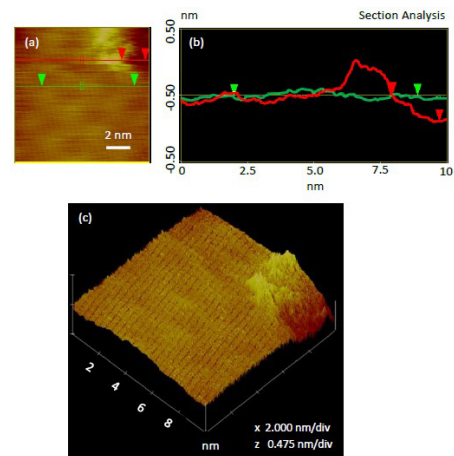 nm
Section Analysis
(a)
2 nm
(b)
0.50
-0.50
-0.50
0
2.5
5.0
7.5
10
nm
(c)
2
4
6
8
nm
x 2.000 nm/div
z 0.475 nm/div